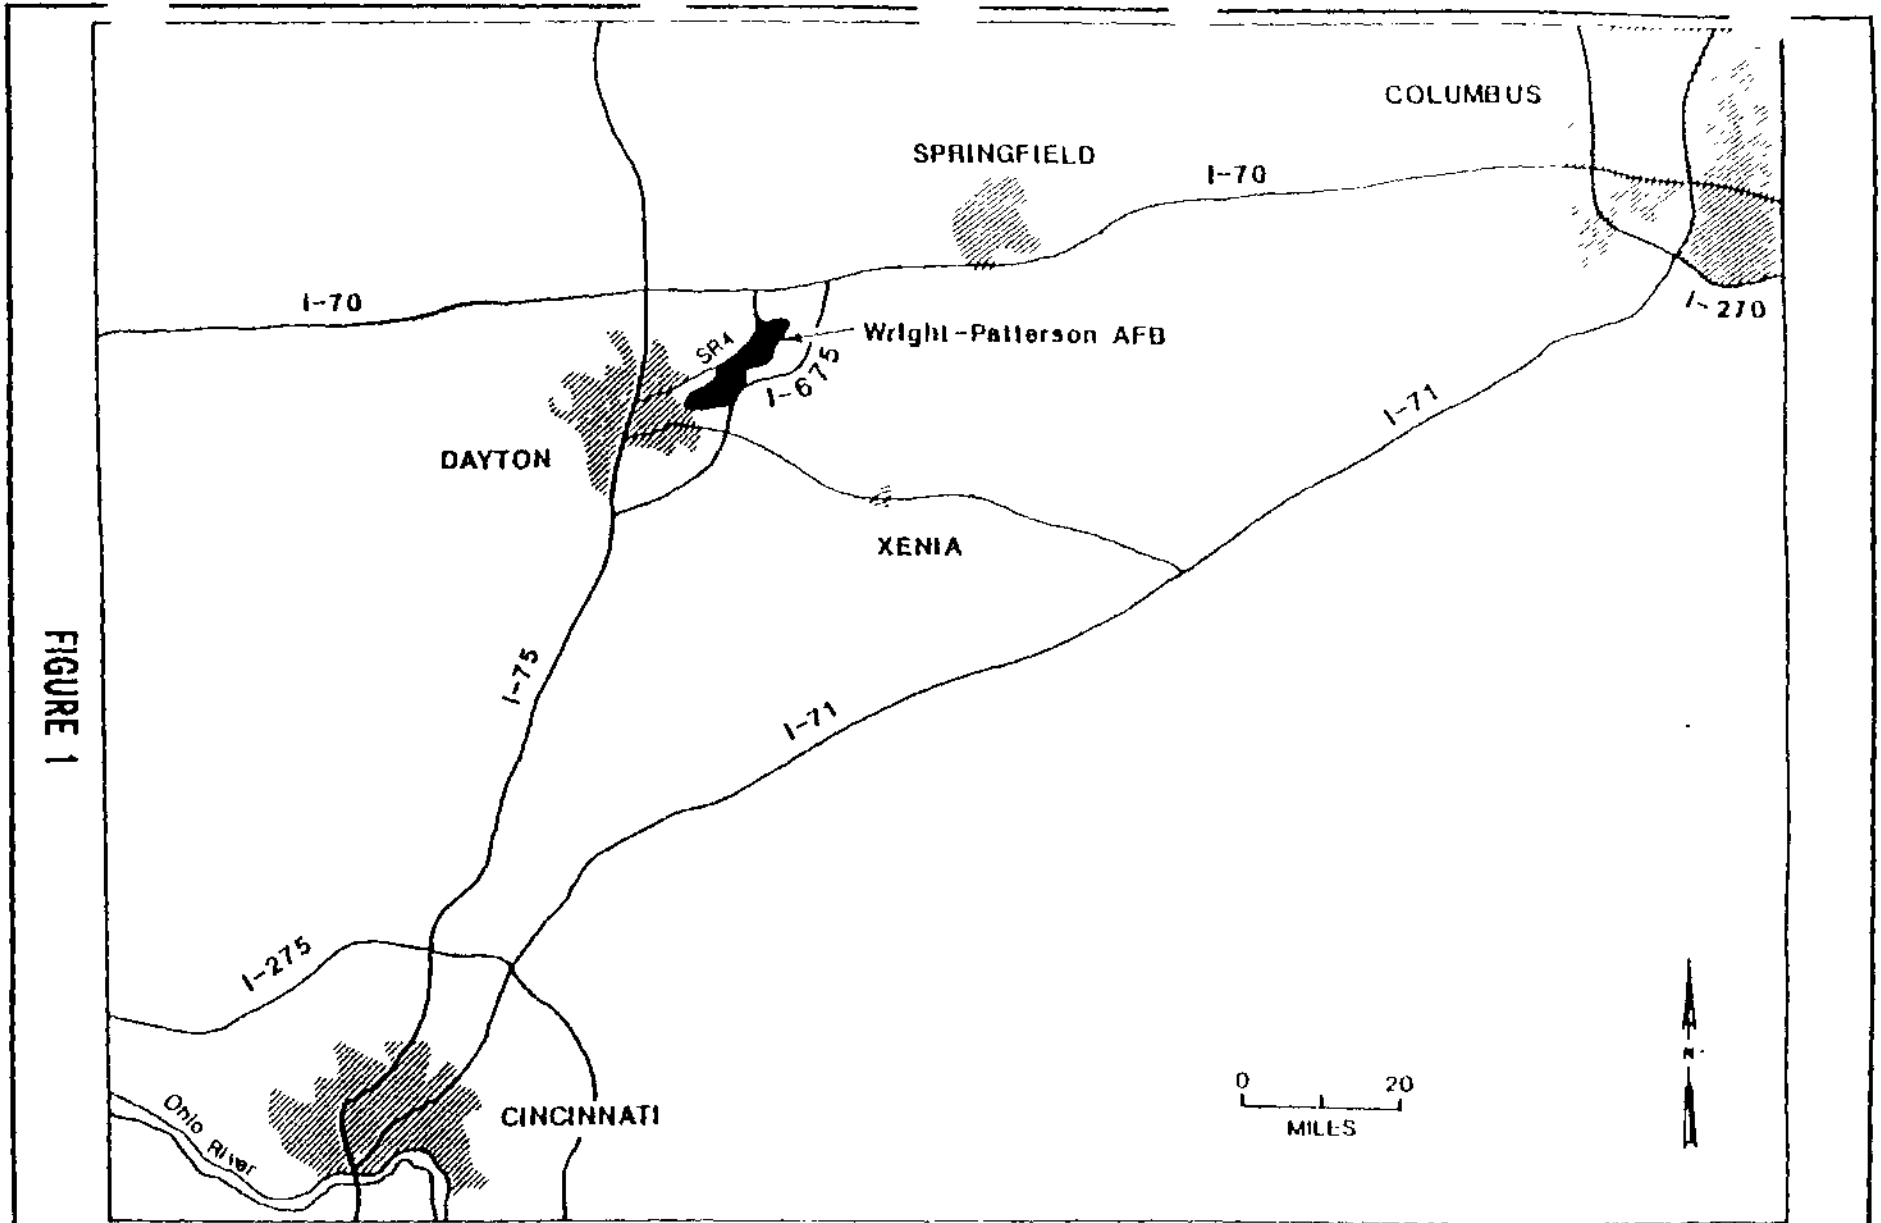 COLUMBUS
SPRINGFIELD
I-70
I-70
I-270
Wright-Patterson AFB
SR4
I-675
I-71
DAYTON
XENIA
FIGURE 1
I-75
I-71
I-275
Ohio River
CINCINNATI
0 20
MILES
N